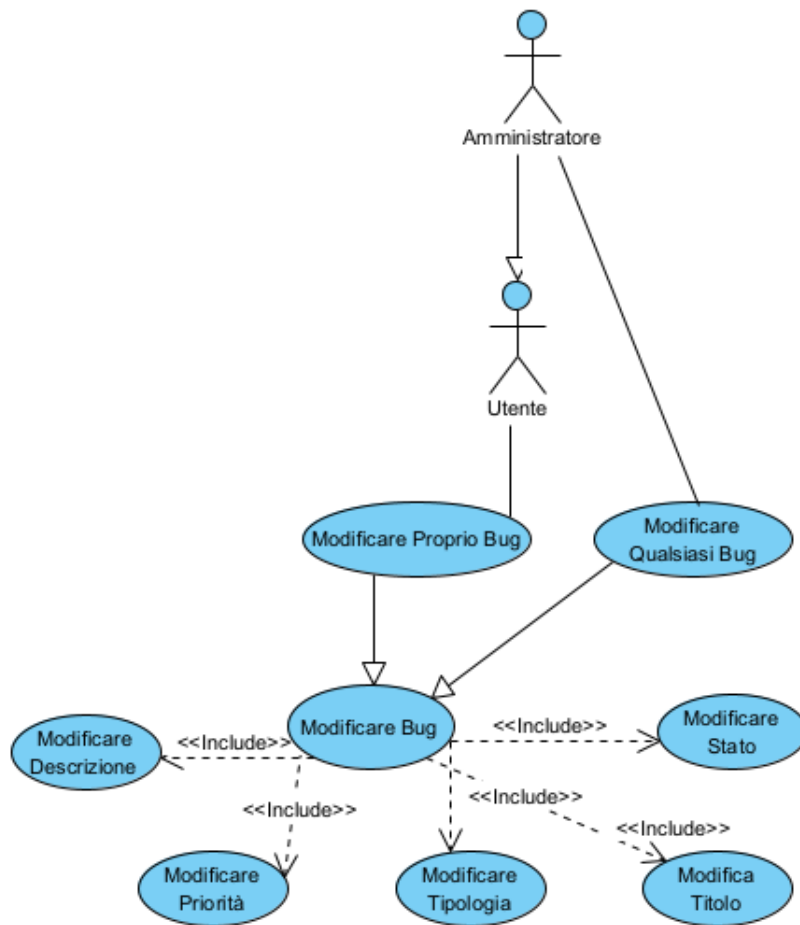 Amministratore
Utente
Modificare Proprio Bug
Modificare
Qualsiasi Bug
Modificare Bug
<<Include>>
Modificare
Stato
<<Include>>
Modificare
Descrizione
<<Include>>
<<Include>>
<<Include>>
Modificare
Priorità
Modificare
Tipologia
Modifica
Titolo